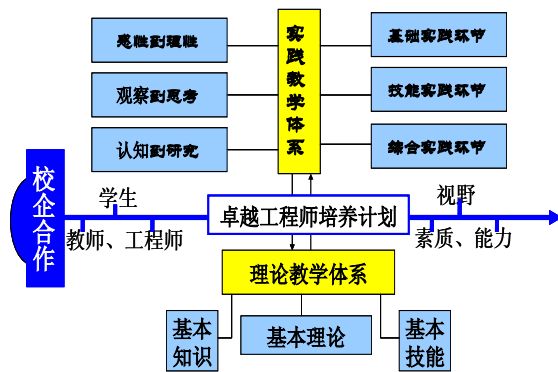 感性到理性
观察到思考
认知到研究
实践教学体系
基础实践环节
技能实践环节
综合实践环节
校企合作
学生
教师、工程师
卓越工程师培养计划
视野
素质、能力
理论教学体系
基本
知识
基本理论
基本
技能